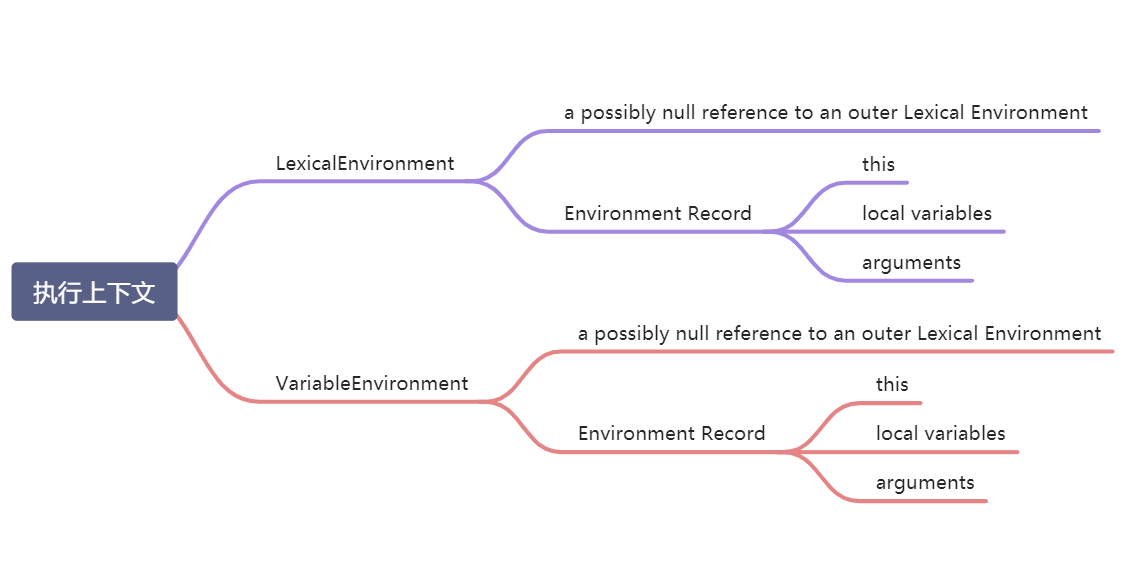 执行上下文
LexicalEnvironment
a possibly null reference to an outer Lexical Environment
Environment Record
this
local variables
arguments
VariableEnvironment
a possibly null reference to an outer Lexical Environment
Environment Record
this
local variables
arguments